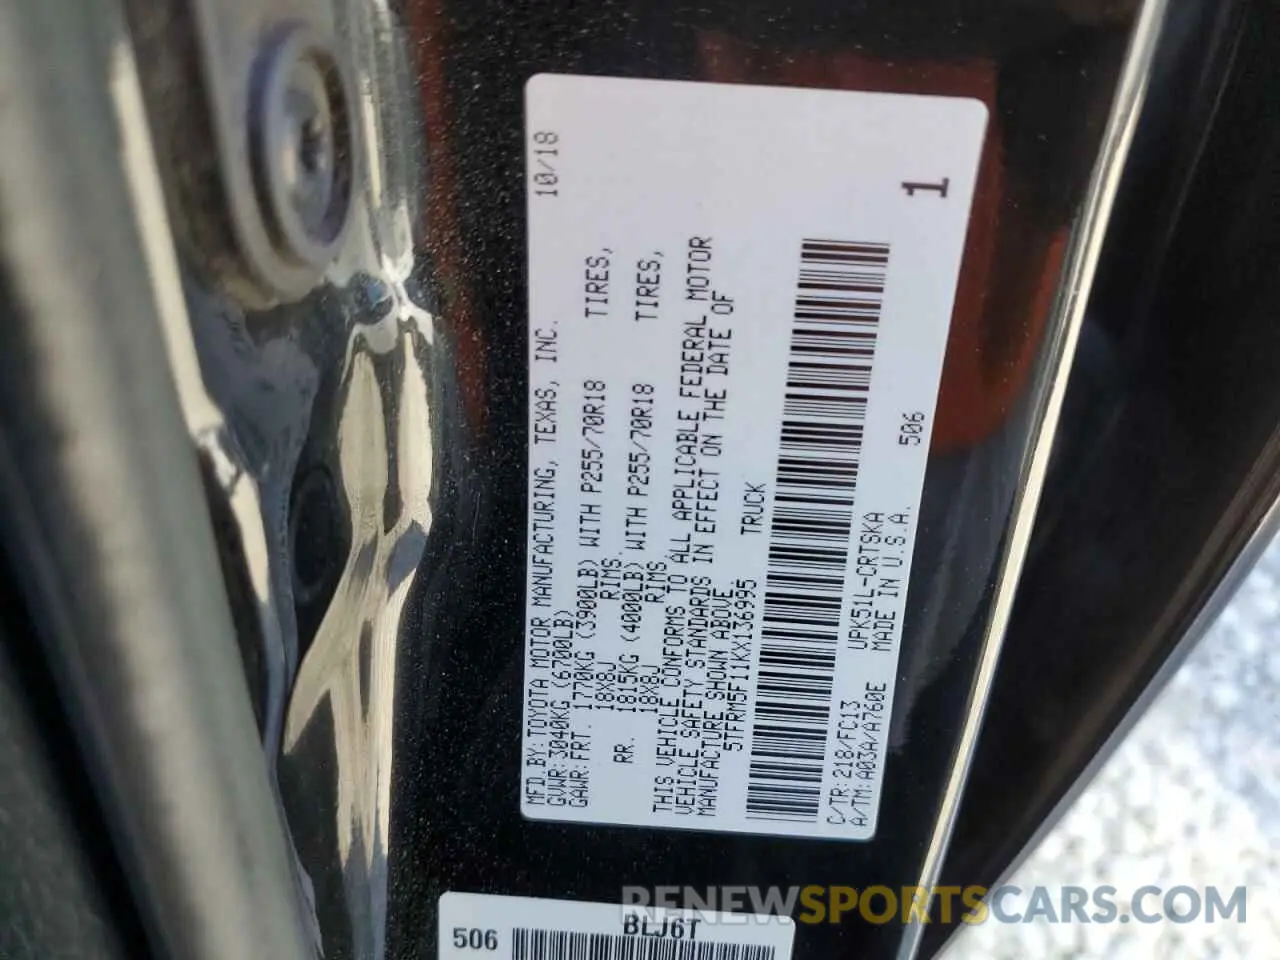 MFD.BY:TOYOTA MOTOR MANUFACTURING, TEXAS, INC. 10/18
GVWR:3040KG (6700LB)
GAWR:FRT. 1770KG (3900LB) WITH P255/70R18 TIRES,
18X8J RIMS.
RR. 1815KG (4000LB) WITH P255/70R18 TIRES,
18X8J RIMS.
THIS VEHICLE CONFORMS TO ALL APPLICABLE FEDERAL MOTOR
VEHICLE SAFETY STANDARDS IN EFFECT ON THE DATE OF
MANUFACTURE SHOWN ABOVE.
5TFRM5F11KX136995 TRUCK
C/TR:218/FC13 UPK51L-CRTSKA
A/TM:A03A/A760E MADE IN U.S.A.
506
1
BLJ6T
506
RENEWSPORTSCARS.COM